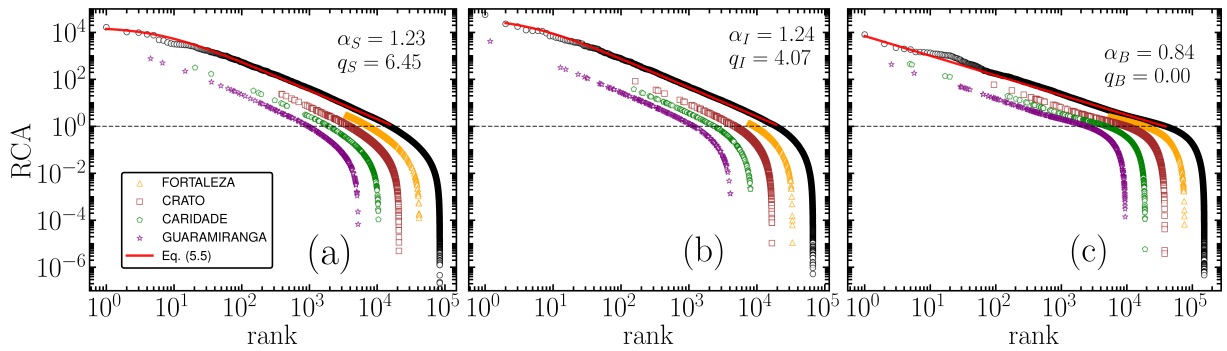 RCA
10^4
10^2
10^0
10^{-2}
10^{-4}
10^{-6}
α_S = 1.23
q_S = 6.45
FORTALEZA
CRATO
CARIDADE
GUARAMIRANGA
Eq. (5.5)
(a)
10^0 10^1 10^2 10^3 10^4 10^5
rank
α_I = 1.24
q_I = 4.07
(b)
10^0 10^1 10^2 10^3 10^4 10^5
rank
α_B = 0.84
q_B = 0.00
(c)
10^0 10^1 10^2 10^3 10^4 10^5
rank